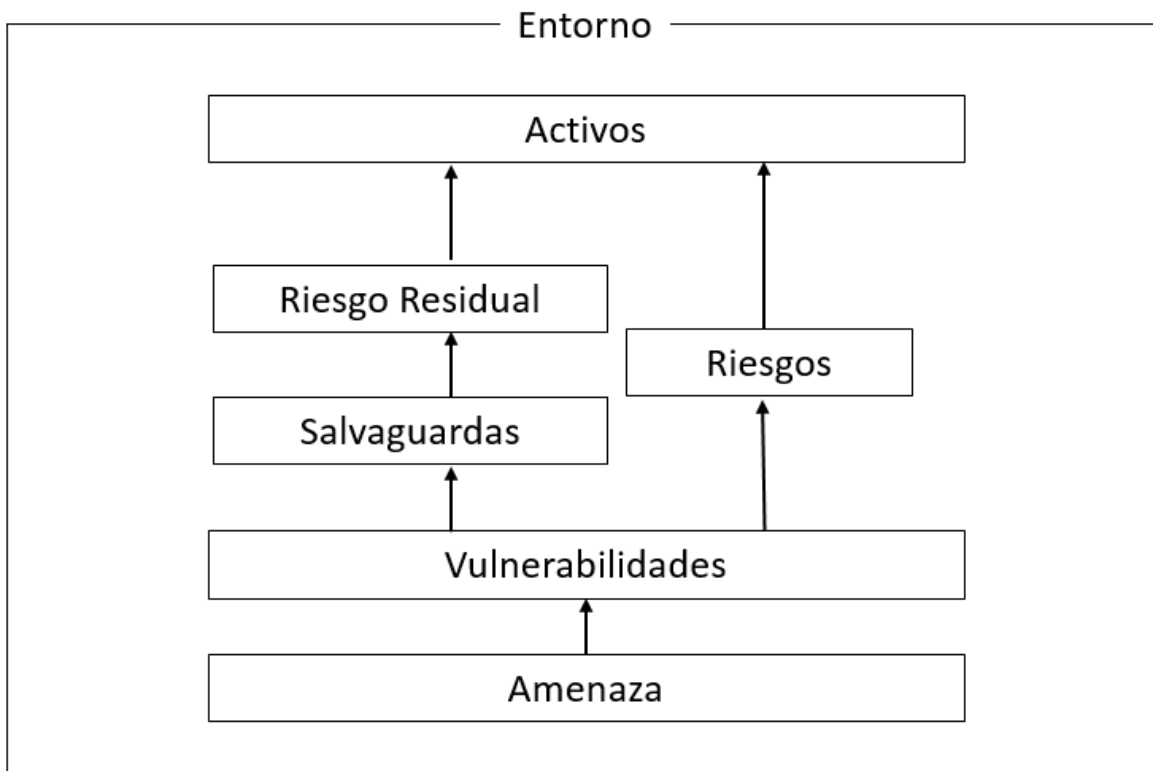 Entorno
Activos
Riesgo Residual
Riesgos
Salvaguardas
Vulnerabilidades
Amenaza